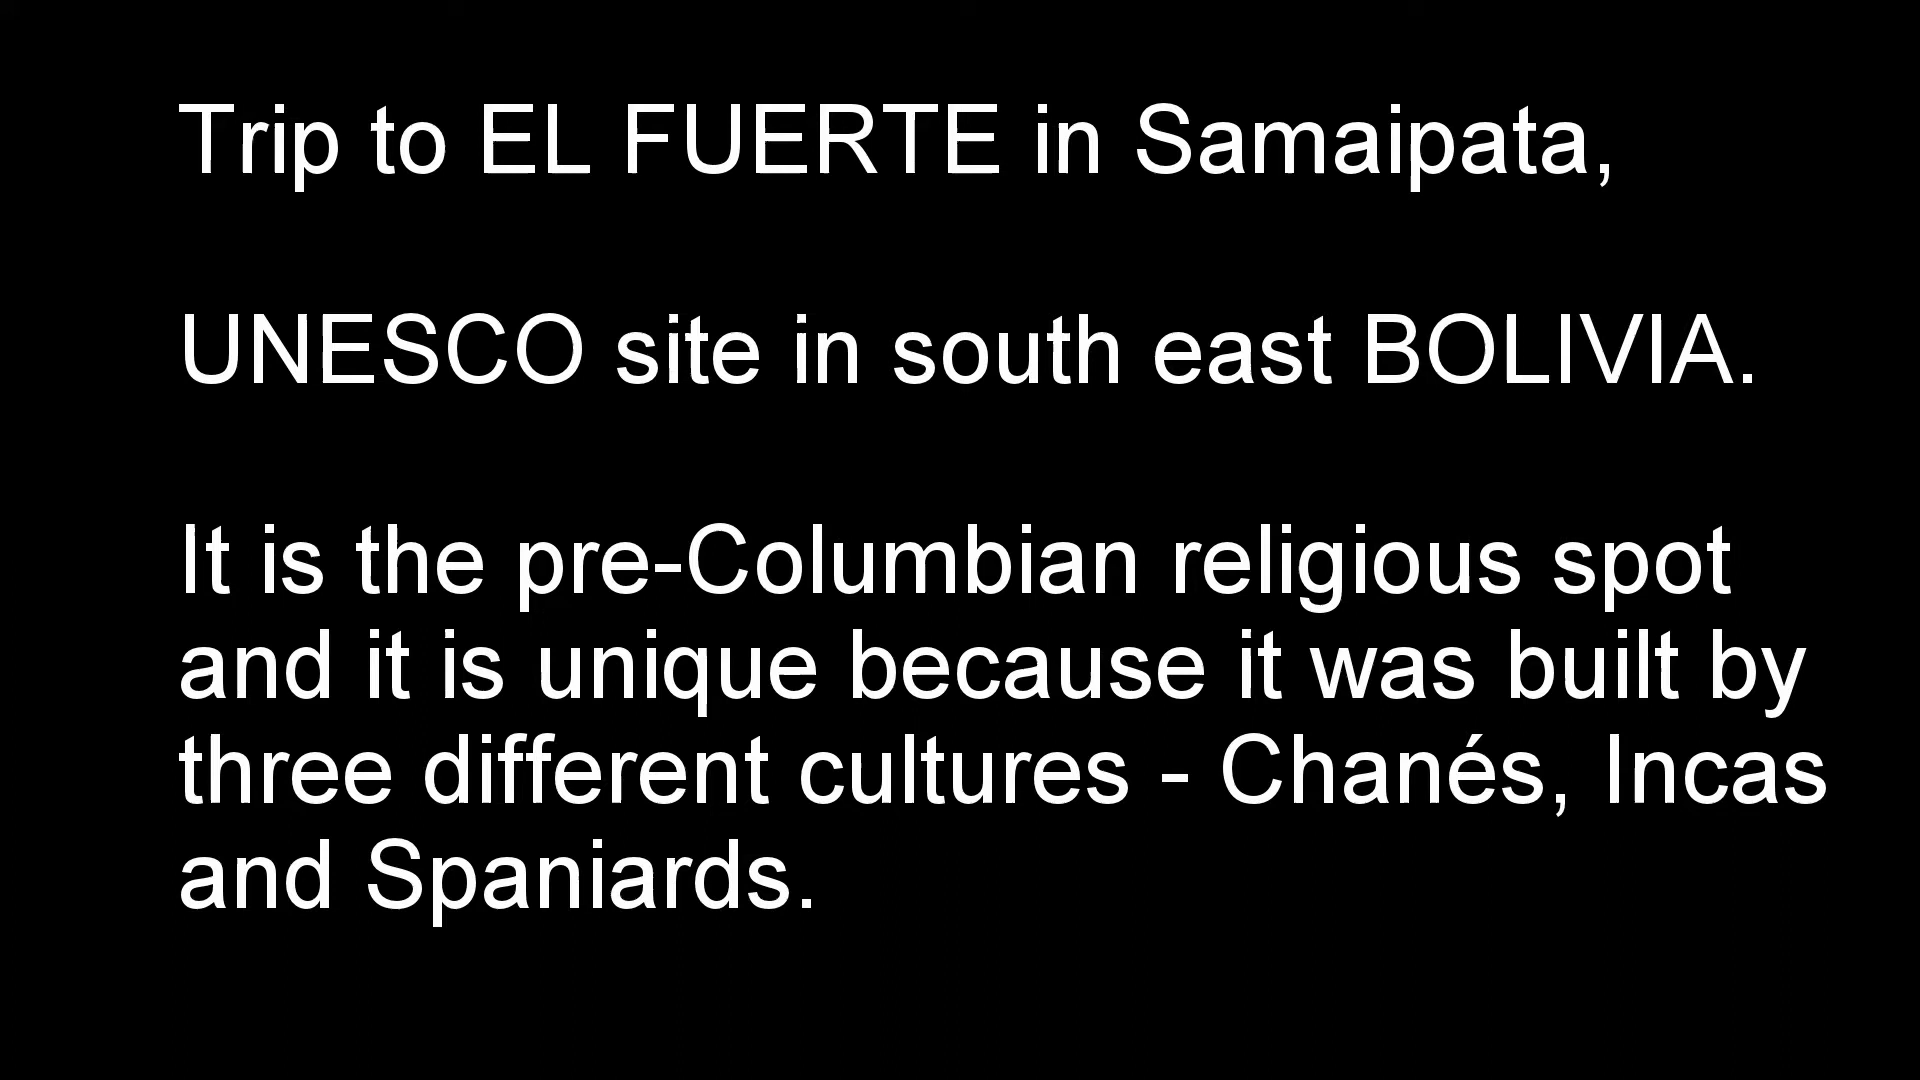 Trip to EL FUERTE in Samaipata,
UNESCO site in south east BOLIVIA.
It is the pre-Columbian religious spot
and it is unique because it was built by
three different cultures - Chanés, Incas
and Spaniards.